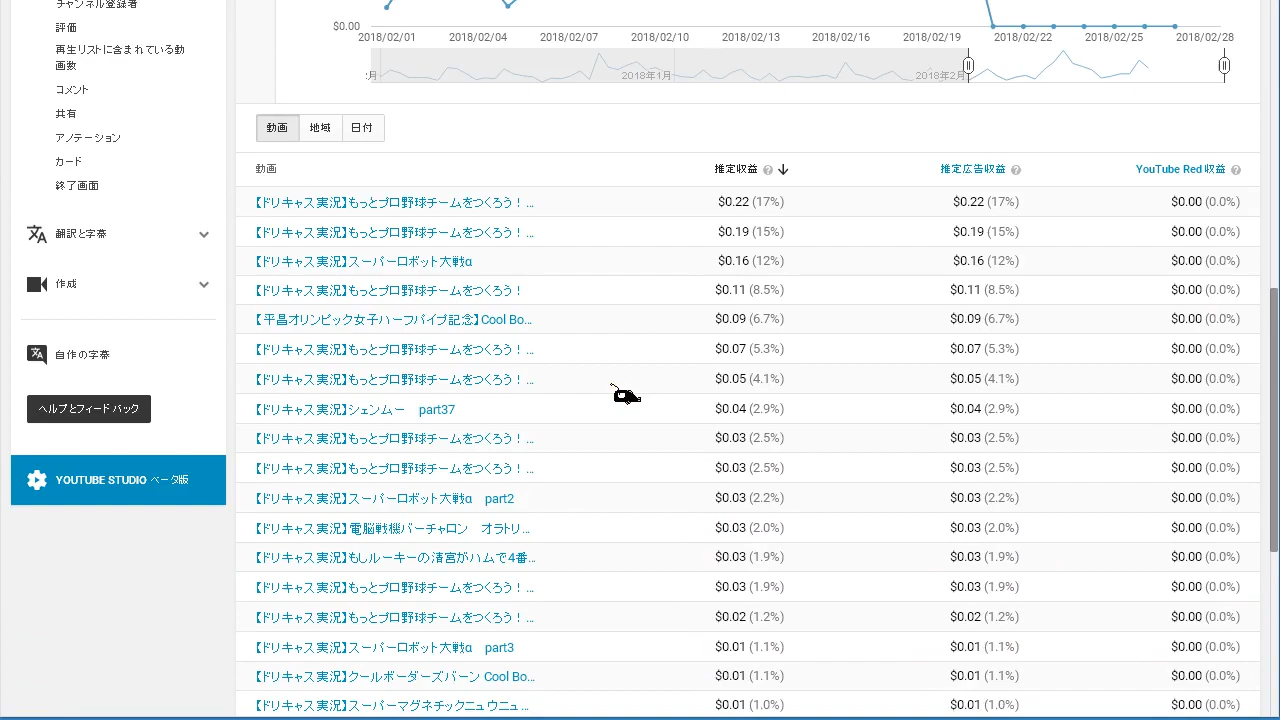 チャンネル登録者
評価
再生リストに含まれている動
画数
コメント
共有
アノテーション
カード
終了画面
翻訳と字幕
作成
自作の字幕
ヘルプとフィードバック
YOUTUBE STUDIO ベータ版
$0.00
2018/02/01 2018/02/04 2018/02/07 2018/02/10 2018/02/13 2018/02/16 2018/02/19 2018/02/22 2018/02/25 2018/02/28
月 2018年1月 2018年2月
動画 地域 日付
動画 推定収益 ? ↓ 推定広告収益 ? YouTube Red 収益 ?
【ドリキャス実況】もっとプロ野球チームをつくろう！... $0.22 (17%) $0.22 (17%) $0.00 (0.0%)
【ドリキャス実況】もっとプロ野球チームをつくろう！... $0.19 (15%) $0.19 (15%) $0.00 (0.0%)
【ドリキャス実況】スーパーロボット大戦α $0.16 (12%) $0.16 (12%) $0.00 (0.0%)
【ドリキャス実況】もっとプロ野球チームをつくろう！ $0.11 (8.5%) $0.11 (8.5%) $0.00 (0.0%)
【平昌オリンピック女子ハーフパイプ記念】Cool Bo... $0.09 (6.7%) $0.09 (6.7%) $0.00 (0.0%)
【ドリキャス実況】もっとプロ野球チームをつくろう！... $0.07 (5.3%) $0.07 (5.3%) $0.00 (0.0%)
【ドリキャス実況】もっとプロ野球チームをつくろう！... $0.05 (4.1%) $0.05 (4.1%) $0.00 (0.0%)
【ドリキャス実況】シェンムー　part37 $0.04 (2.9%) $0.04 (2.9%) $0.00 (0.0%)
【ドリキャス実況】もっとプロ野球チームをつくろう！... $0.03 (2.5%) $0.03 (2.5%) $0.00 (0.0%)
【ドリキャス実況】もっとプロ野球チームをつくろう！... $0.03 (2.5%) $0.03 (2.5%) $0.00 (0.0%)
【ドリキャス実況】スーパーロボット大戦α　part2 $0.03 (2.2%) $0.03 (2.2%) $0.00 (0.0%)
【ドリキャス実況】電脳戦機バーチャロン　オラトリ... $0.03 (2.0%) $0.03 (2.0%) $0.00 (0.0%)
【ドリキャス実況】もしルーキーの清宮がハムで4番... $0.03 (1.9%) $0.03 (1.9%) $0.00 (0.0%)
【ドリキャス実況】もっとプロ野球チームをつくろう！... $0.03 (1.9%) $0.03 (1.9%) $0.00 (0.0%)
【ドリキャス実況】もっとプロ野球チームをつくろう！... $0.02 (1.2%) $0.02 (1.2%) $0.00 (0.0%)
【ドリキャス実況】スーパーロボット大戦α　part3 $0.01 (1.1%) $0.01 (1.1%) $0.00 (0.0%)
【ドリキャス実況】クールボーダーズバーン Cool Bo... $0.01 (1.1%) $0.01 (1.1%) $0.00 (0.0%)
【ドリキャス実況】スーパーマグネチックニュウニュ... $0.01 (1.0%) $0.01 (1.0%) $0.00 (0.0%)